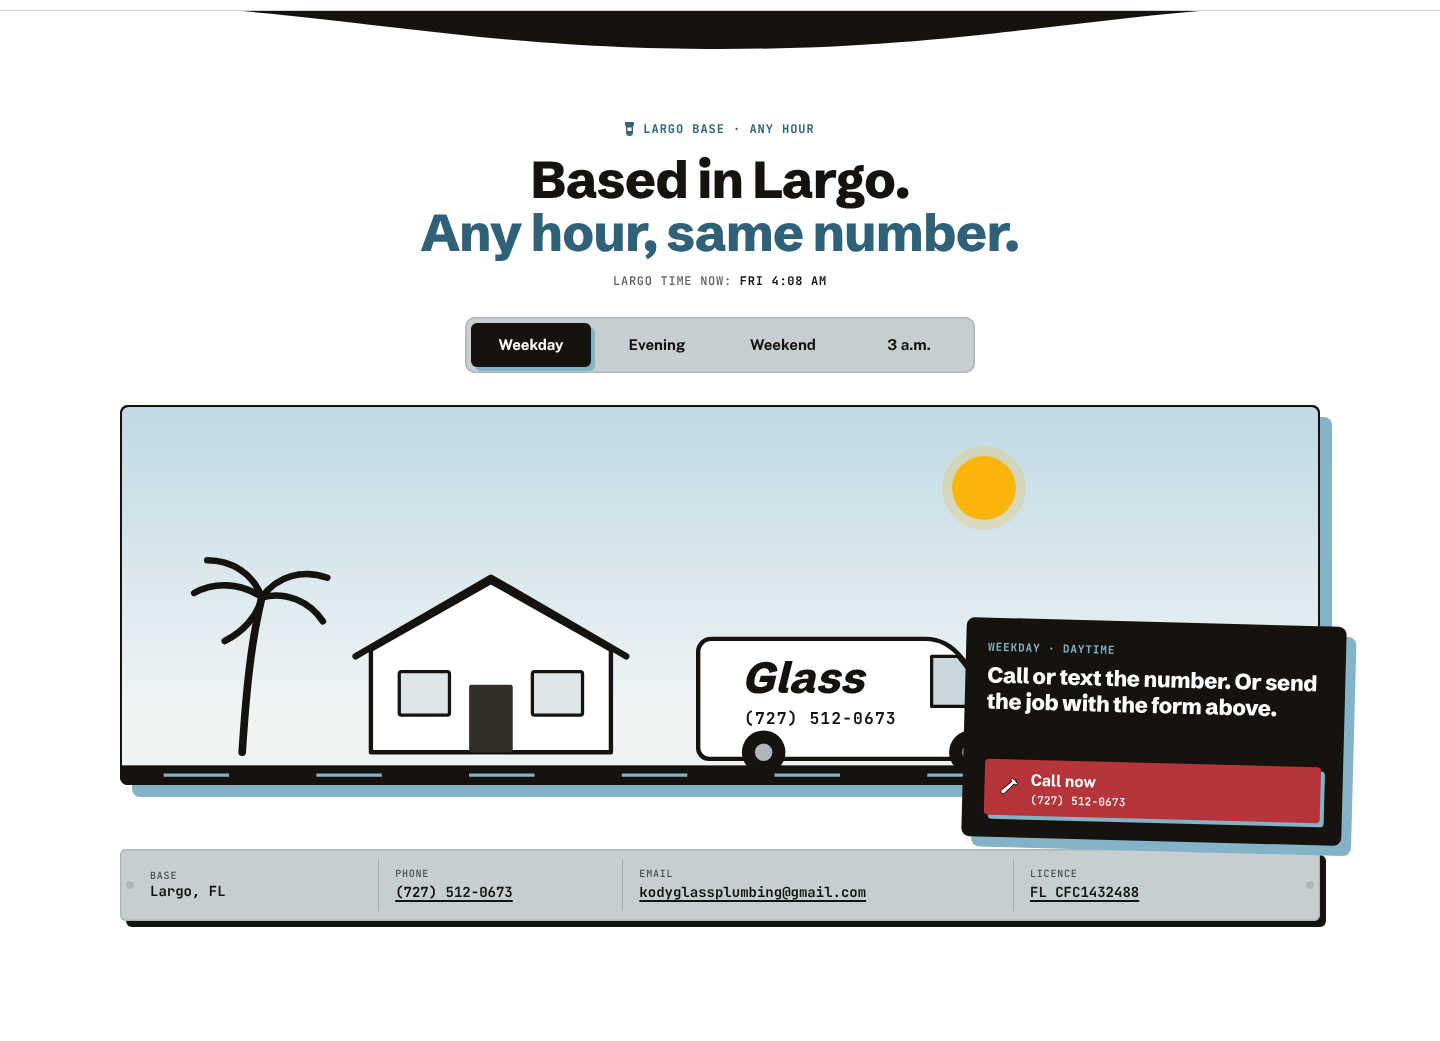 LARGO BASE · ANY HOUR
Based in Largo.
Any hour, same number.
LARGO TIME NOW: FRI 4:08 AM
Weekday
Evening
Weekend
3 a.m.
Glass
(727) 512-0673
WEEKDAY · DAYTIME
Call or text the number. Or send
the job with the form above.
Call now
(727) 512-0673
BASE
Largo, FL
PHONE
(727) 512-0673
EMAIL
kodyglassplumbing@gmail.com
LICENCE
FL CFC1432488